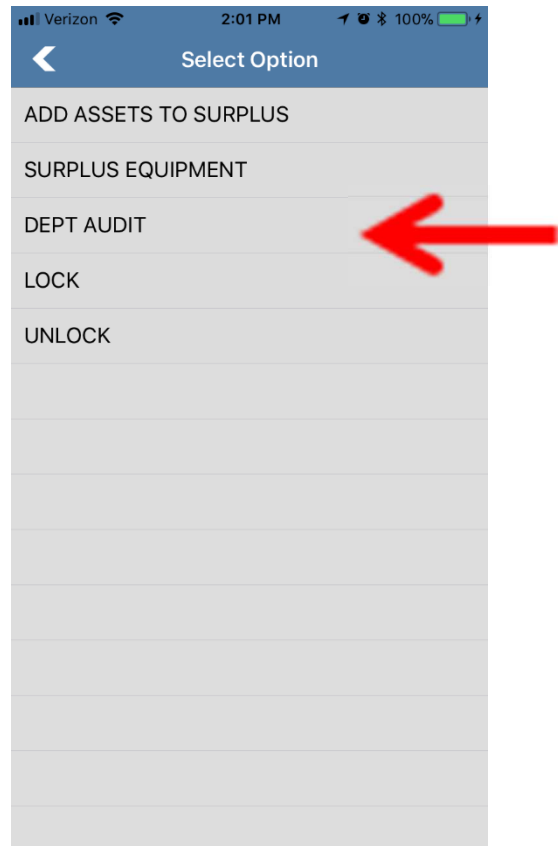 Verizon 2:01 PM 100%
Select Option
ADD ASSETS TO SURPLUS
SURPLUS EQUIPMENT
DEPT AUDIT
LOCK
UNLOCK